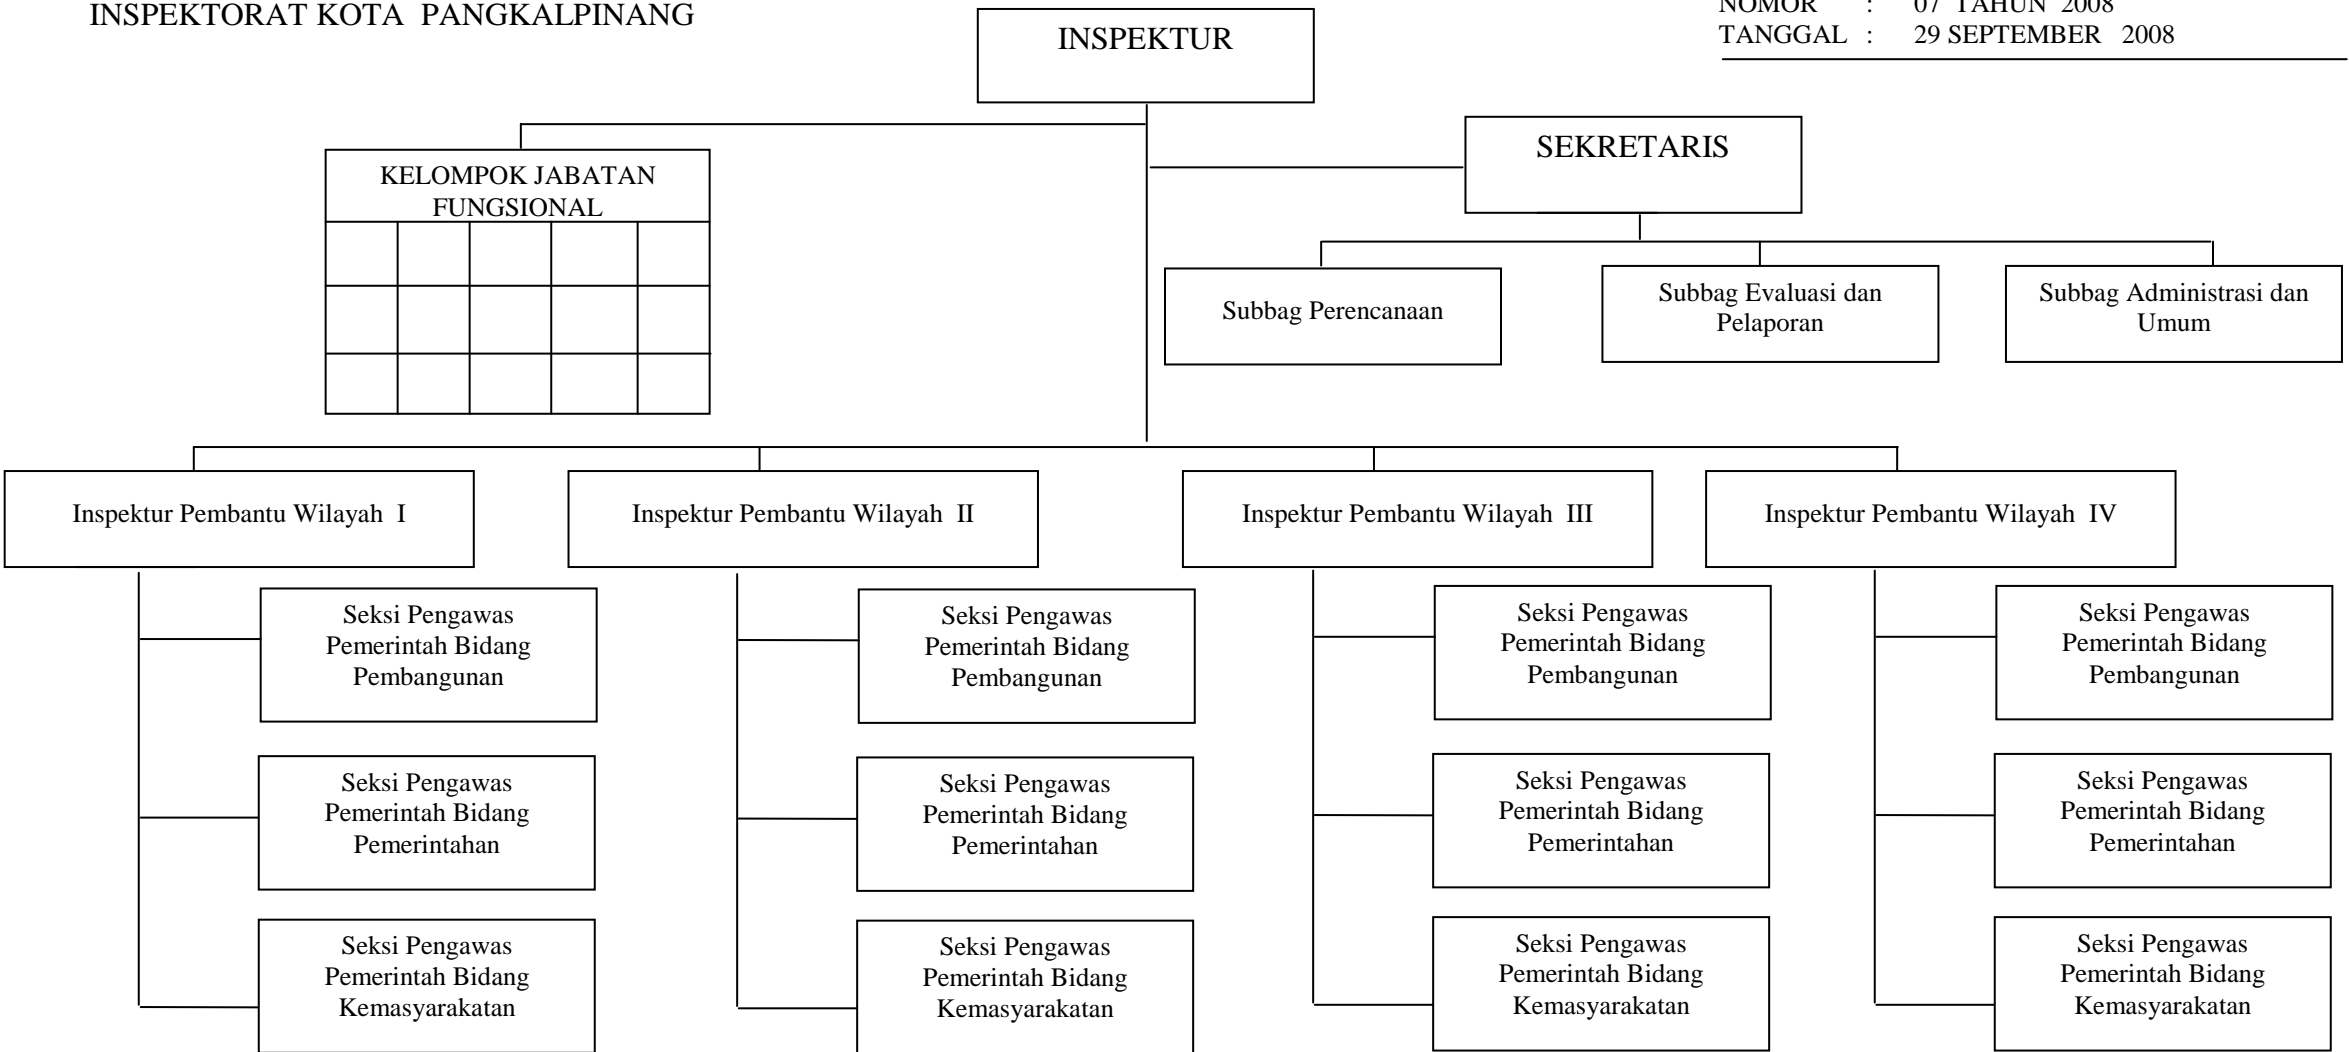 INSPEKTORAT KOTA PANGKALPINANG
NOMOR : 07 TAHUN 2008
TANGGAL : 29 SEPTEMBER 2008
INSPEKTUR
SEKRETARIS
KELOMPOK JABATAN
FUNGSIONAL
Subbag Perencanaan
Subbag Evaluasi dan
Pelaporan
Subbag Administrasi dan
Umum
Inspektur Pembantu Wilayah I
Inspektur Pembantu Wilayah II
Inspektur Pembantu Wilayah III
Inspektur Pembantu Wilayah IV
Seksi Pengawas
Pemerintah Bidang
Pembangunan
Seksi Pengawas
Pemerintah Bidang
Pembangunan
Seksi Pengawas
Pemerintah Bidang
Pembangunan
Seksi Pengawas
Pemerintah Bidang
Pembangunan
Seksi Pengawas
Pemerintah Bidang
Pemerintahan
Seksi Pengawas
Pemerintah Bidang
Pemerintahan
Seksi Pengawas
Pemerintah Bidang
Pemerintahan
Seksi Pengawas
Pemerintah Bidang
Pemerintahan
Seksi Pengawas
Pemerintah Bidang
Kemasyarakatan
Seksi Pengawas
Pemerintah Bidang
Kemasyarakatan
Seksi Pengawas
Pemerintah Bidang
Kemasyarakatan
Seksi Pengawas
Pemerintah Bidang
Kemasyarakatan